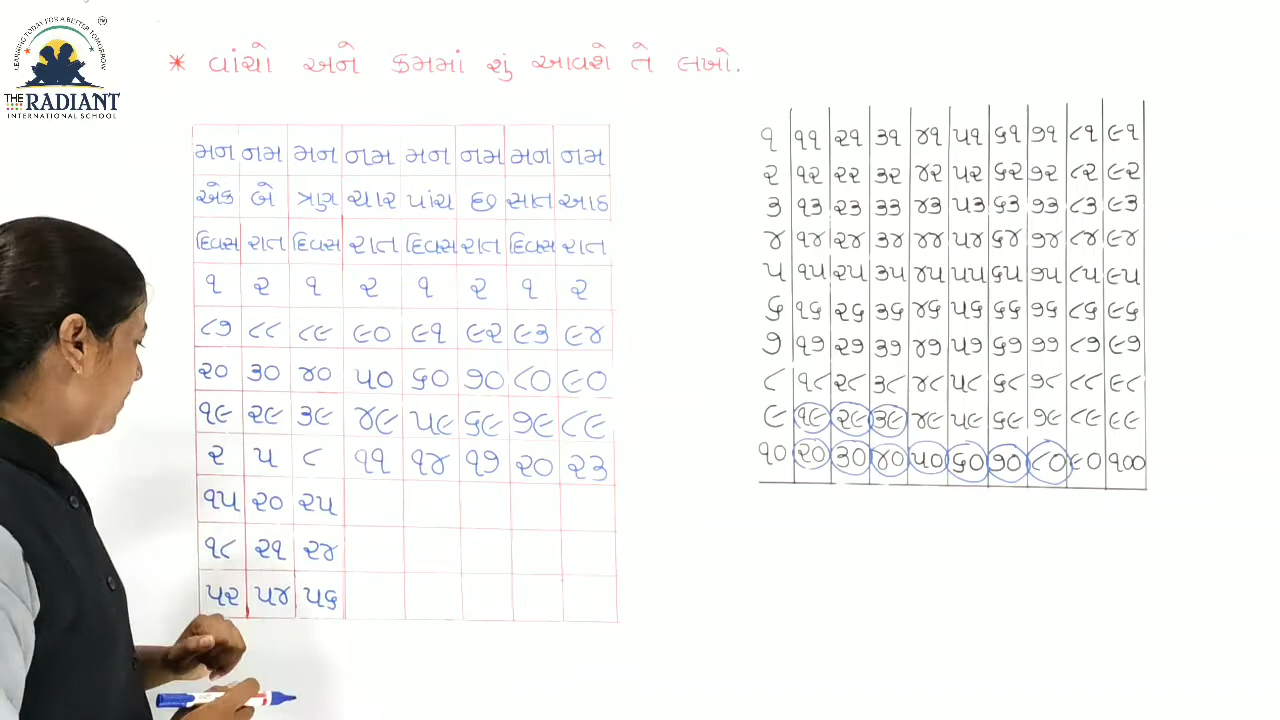 LEARNING TODAY FOR A BETTER TOMORROW
THE RADIANT
INTERNATIONAL SCHOOL
* વાંચો અને ક્રમમાં શું આવશે તે લખો.
મન નમ મન નમ મન નમ મન નમ
એક બે ત્રણ ચાર પાંચ છ સાત આઠ
દિવસ રાત દિવસ રાત દિવસ રાત દિવસ રાત
૧ ૨ ૧ ૨ ૧ ૨ ૧ ૨
૮૭ ૮૮ ૮૯ ૯૦ ૯૧ ૯૨ ૯૩ ૯૪
૨૦ ૩૦ ૪૦ ૫૦ ૬૦ ૭૦ ૮૦ ૯૦
૧૯ ૨૯ ૩૯ ૪૯ ૫૯ ૬૯ ૭૯ ૮૯
૨ ૫ ૮ ૧૧ ૧૪ ૧૭ ૨૦ ૨૩
૧૫ ૨૦ ૨૫
૧૮ ૨૧ ૨૪
૫૨ ૫૪ ૫૬
૧ ૧૧ ૨૧ ૩૧ ૪૧ ૫૧ ૬૧ ૭૧ ૮૧ ૯૧
૨ ૧૨ ૨૨ ૩૨ ૪૨ ૫૨ ૬૨ ૭૨ ૮૨ ૯૨
૩ ૧૩ ૨૩ ૩૩ ૪૩ ૫૩ ૬૩ ૭૩ ૮૩ ૯૩
૪ ૧૪ ૨૪ ૩૪ ૪૪ ૫૪ ૬૪ ૭૪ ૮૪ ૯૪
૫ ૧૫ ૨૫ ૩૫ ૪૫ ૫૫ ૬૫ ૭૫ ૮૫ ૯૫
૬ ૧૬ ૨૬ ૩૬ ૪૬ ૫૬ ૬૬ ૭૬ ૮૬ ૯૬
૭ ૧૭ ૨૭ ૩૭ ૪૭ ૫૭ ૬૭ ૭૭ ૮૭ ૯૭
૮ ૧૮ ૨૮ ૩૮ ૪૮ ૫૮ ૬૮ ૭૮ ૮૮ ૯૮
૯ ૧૯ ૨૯ ૩૯ ૪૯ ૫૯ ૬૯ ૭૯ ૮૯ ૯૯
૧૦ ૨૦ ૩૦ ૪૦ ૫૦ ૬૦ ૭૦ ૮૦ ૯૦ ૧૦૦